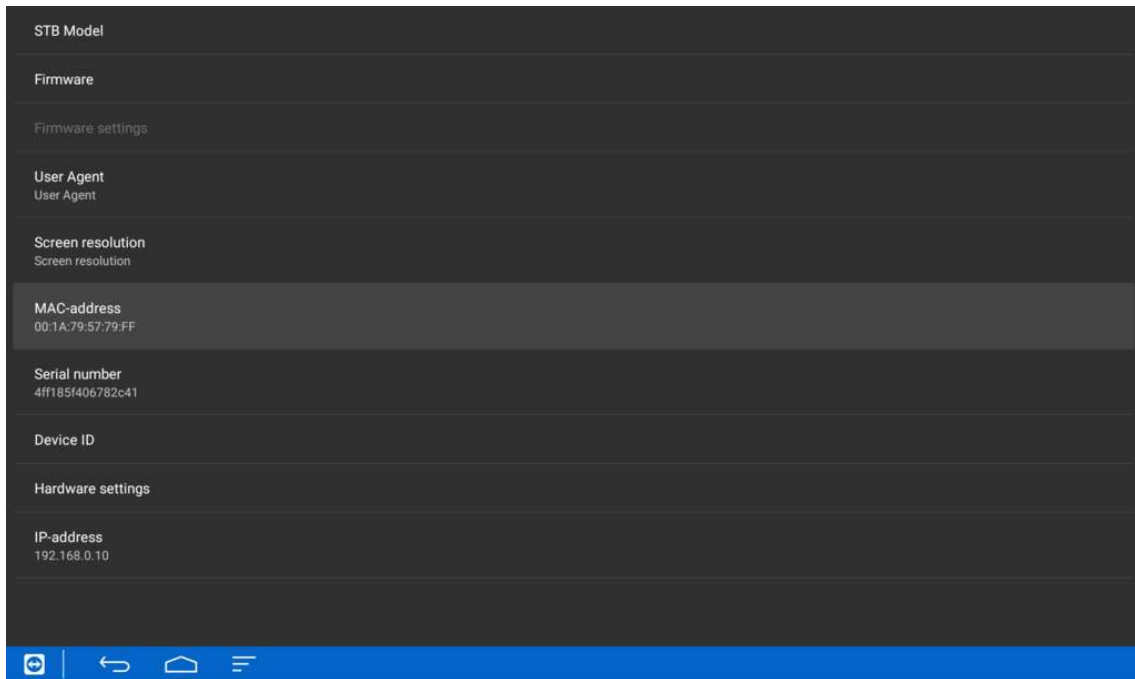 STB Model
Firmware
Firmware settings
User Agent
User Agent
Screen resolution
Screen resolution
MAC-address
00:1A:79:57:79:FF
Serial number
4ff185f406782c41
Device ID
Hardware settings
IP-address
192.168.0.10